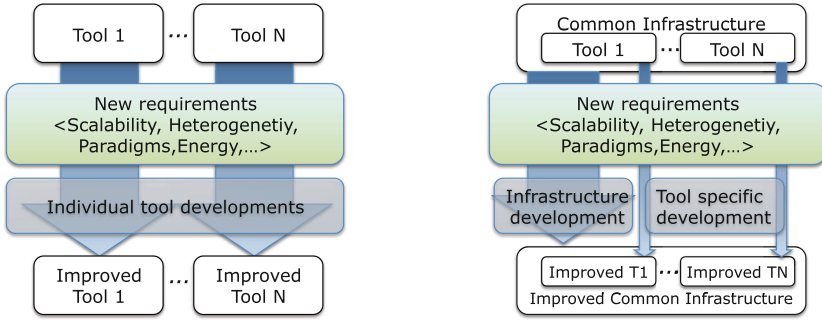 Tool 1 ... Tool N
New requirements
<Scalability, Heterogenetiy,
Paradigms,Energy,...>
Individual tool developments
Improved
Tool 1
...
Improved
Tool N
Common Infrastructure
Tool 1 ... Tool N
New requirements
<Scalability, Heterogenetiy,
Paradigms,Energy,...>
Infrastructure
development
Tool specific
development
Improved T1 ... Improved TN
Improved Common Infrastructure